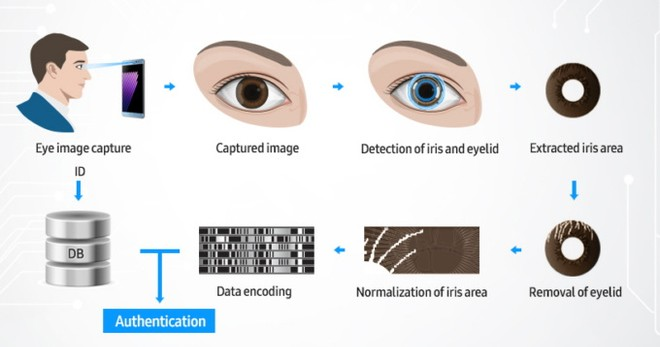 Eye image capture
Captured image
Detection of iris and eyelid
Extracted iris area
ID
DB
Data encoding
Normalization of iris area
Removal of eyelid
Authentication